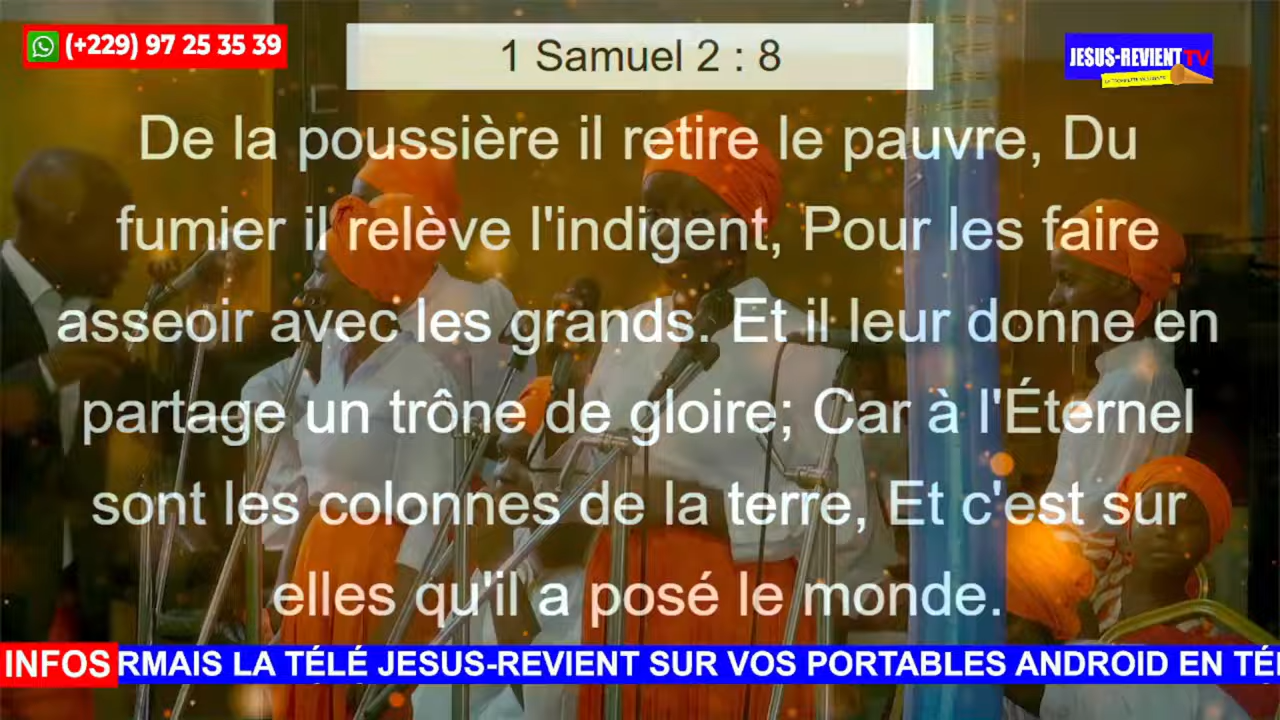 (+229) 97 25 35 39
1 Samuel 2 : 8
JESUS-REVIENT TV
De la poussière il retire le pauvre, Du
fumier il relève l'indigent, Pour les faire
asseoir avec les grands. Et il leur donne en
partage un trône de gloire; Car à l'Éternel
sont les colonnes de la terre, Et c'est sur
elles qu'il a posé le monde.
INFOS RMAIS LA TÉLÉ JESUS-REVIENT SUR VOS PORTABLES ANDROID EN TÉ